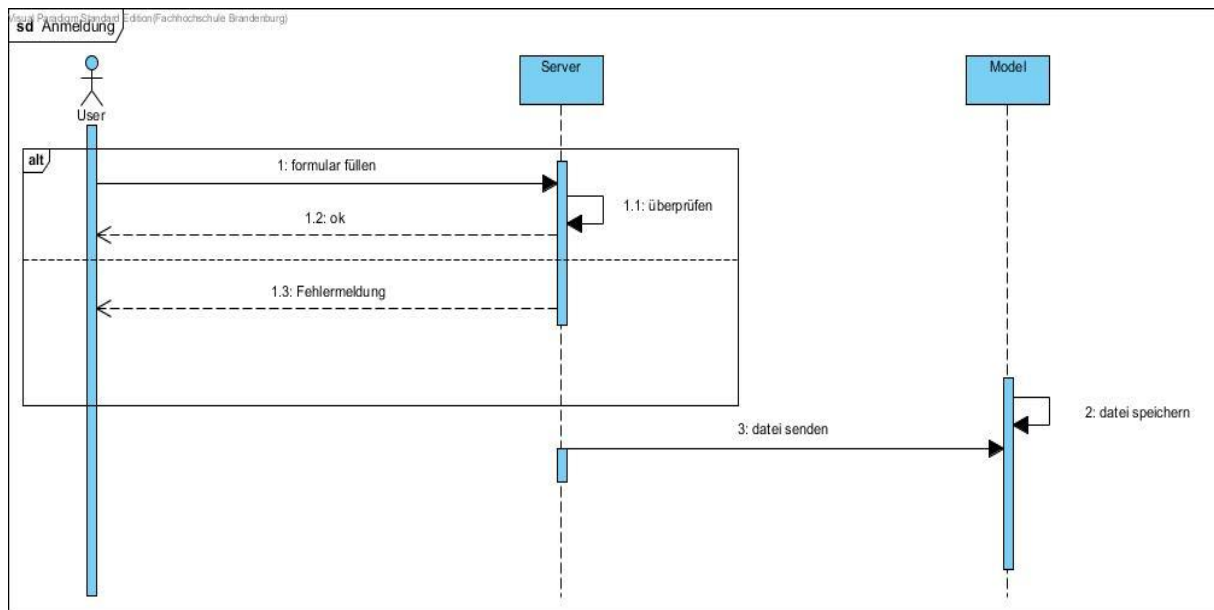 Visual Paradigm Standard Edition(Fachhochschule Brandenburg)
sd Anmeldung
Server
Model
User
alt
1: formular füllen
1.1: überprüfen
1.2: ok
1.3: Fehlermeldung
2: datei speichern
3: datei senden